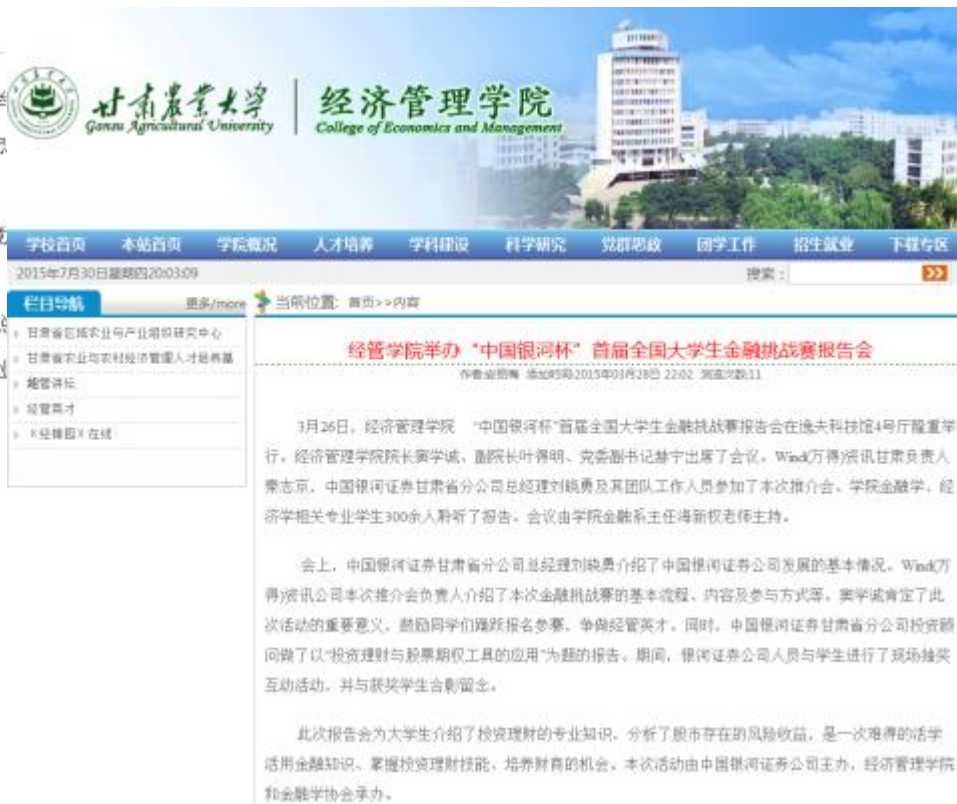 甘肃农业大学
Gansu Agricultural University
经济管理学院
College of Economics and Management
学校首页 本站首页 学院概况 人才培养 学科建设 科学研究 党群思政 团学工作 招生就业 下载专区
2015年7月30日星期四20:03:09
搜索：
栏目导航 更多/more
当前位置：首页>>内容
甘肃省区域农业与产业组织研究中心
甘肃省农业与农村经济管理人才培养基
经管讲坛
经管英才
×经棚图×在线
经管学院举办“中国银河杯”首届全国大学生金融挑战赛报告会
添加时间:2015年03月28日 22:02 浏览次数:11
3月26日，经济管理学院 “中国银河杯”首届全国大学生金融挑战赛报告会在逸夫科技馆4号厅隆重举
行。经济管理学院院长窦学诚、副院长叶得明、党委副书记赫宁出席了会议。Wind(万得)资讯甘肃负责人
秦志京，中国银河证券甘肃省分公司总经理刘晓勇及其团队工作人员参加了本次推介会。学院金融学、经
济学相关专业学生300余人聆听了报告。会议由学院金融系主任海新权老师主持。
会上，中国银河证券甘肃省分公司总经理刘晓勇介绍了中国银河证券公司发展的基本情况。Wind(万
得)资讯公司本次推介会负责人介绍了本次金融挑战赛的基本流程、内容及参与方式等。窦学诚肯定了此
次活动的重要意义，鼓励同学们踊跃报名参赛，争做经管英才。同时，中国银河证券甘肃省分公司投资顾
问做了以“投资理财与股票期权工具的应用”为题的报告。期间，银河证券公司人员与学生进行了现场抽奖
互动活动，并与获奖学生合影留念。
此次报告会为大学生介绍了投资理财的专业知识，分析了股市存在的风险收益，是一次难得的活学
活用金融知识、掌握投资理财技能、培养财商的机会。本次活动由中国银河证券公司主办，经济管理学院
和金融学协会承办。